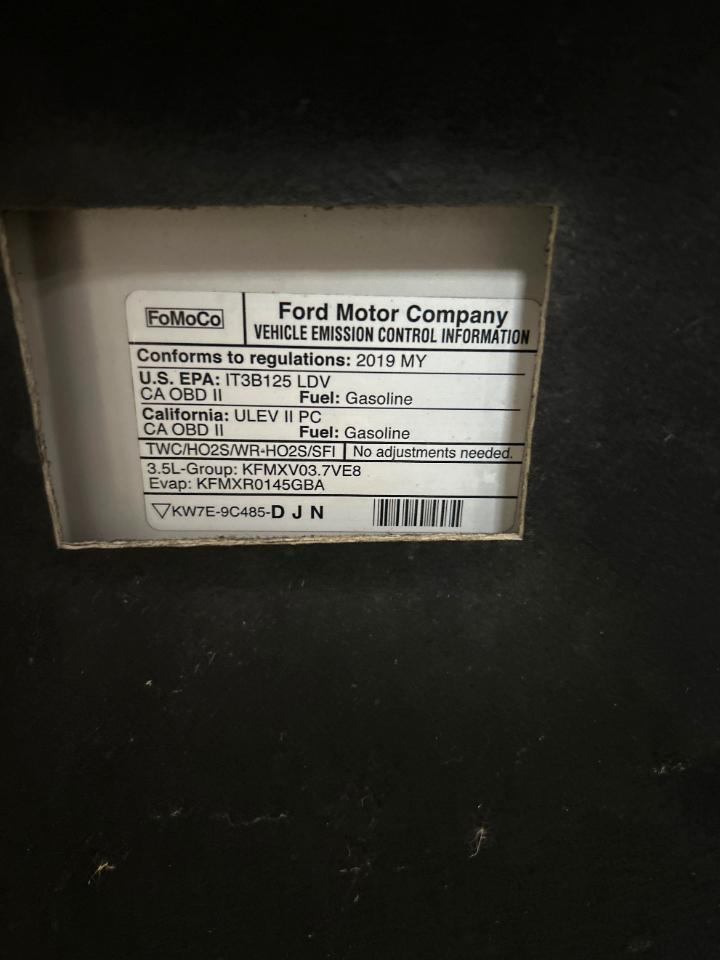 FoMoCo
Ford Motor Company
VEHICLE EMISSION CONTROL INFORMATION
Conforms to regulations: 2019 MY
U.S. EPA: IT3B125 LDV
CA OBD II Fuel: Gasoline
California: ULEV II PC
CA OBD II Fuel: Gasoline
TWC/HO2S/WR-HO2S/SFI No adjustments needed.
3.5L-Group: KFMXV03.7VE8
Evap: KFMXR0145GBA
KW7E-9C485-D J N